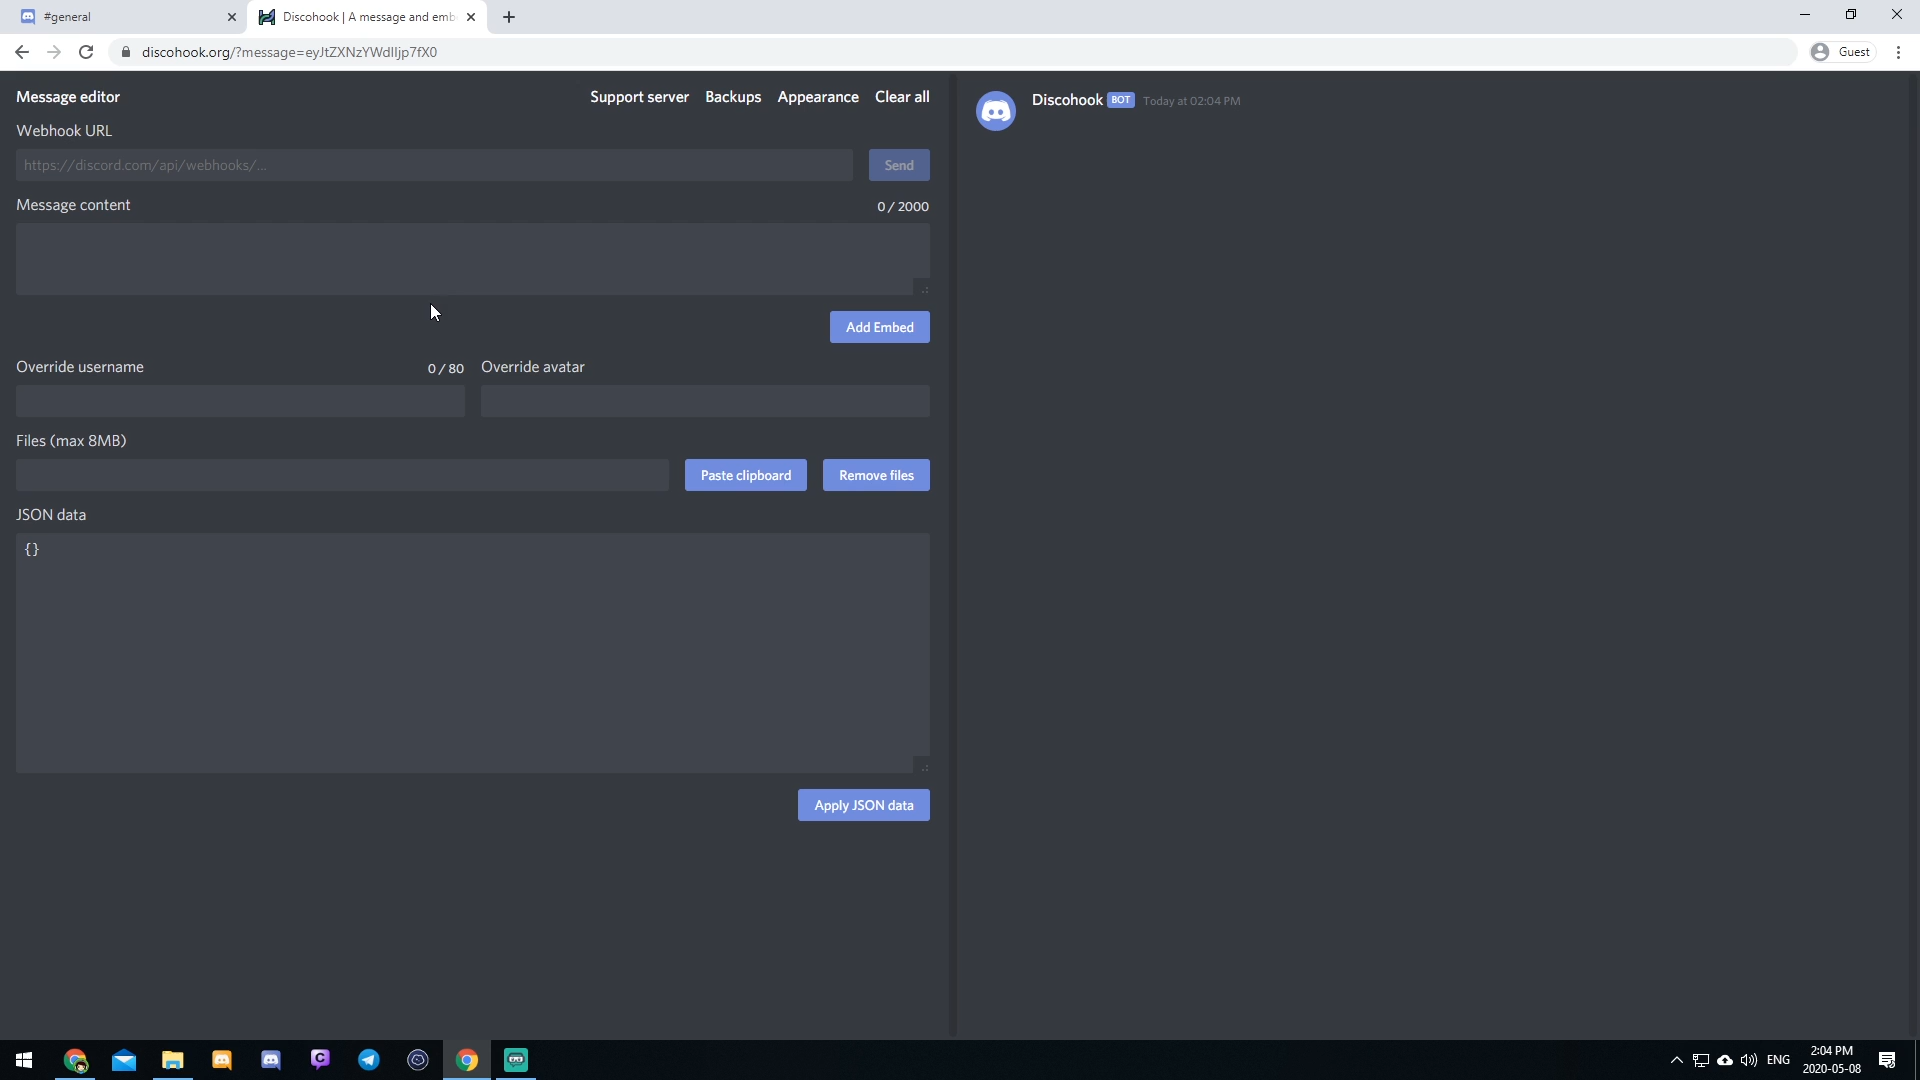 #general
Discohook | A message and emb
discohook.org/?message=eyJtZXNzYWdlIjp7fX0
Guest
Message editor
Support server
Backups
Appearance
Clear all
Discohook BOT Today at 02:04 PM
Webhook URL
https://discord.com/api/webhooks/...
Send
Message content
0 / 2000
Add Embed
Override username
0 / 80
Override avatar
Files (max 8MB)
Paste clipboard
Remove files
JSON data
{}
Apply JSON data
ENG
2:04 PM
2020-05-08